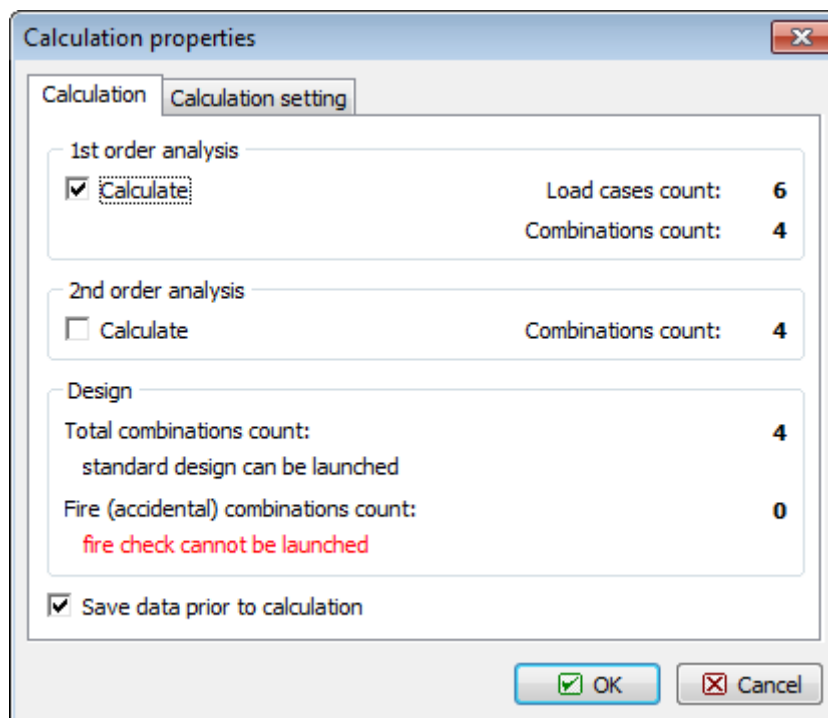 Calculation properties
Calculation
Calculation setting
1st order analysis
Calculate
Load cases count: 6
Combinations count: 4
2nd order analysis
Calculate
Combinations count: 4
Design
Total combinations count: 4
standard design can be launched
Fire (accidental) combinations count: 0
fire check cannot be launched
Save data prior to calculation
OK
Cancel